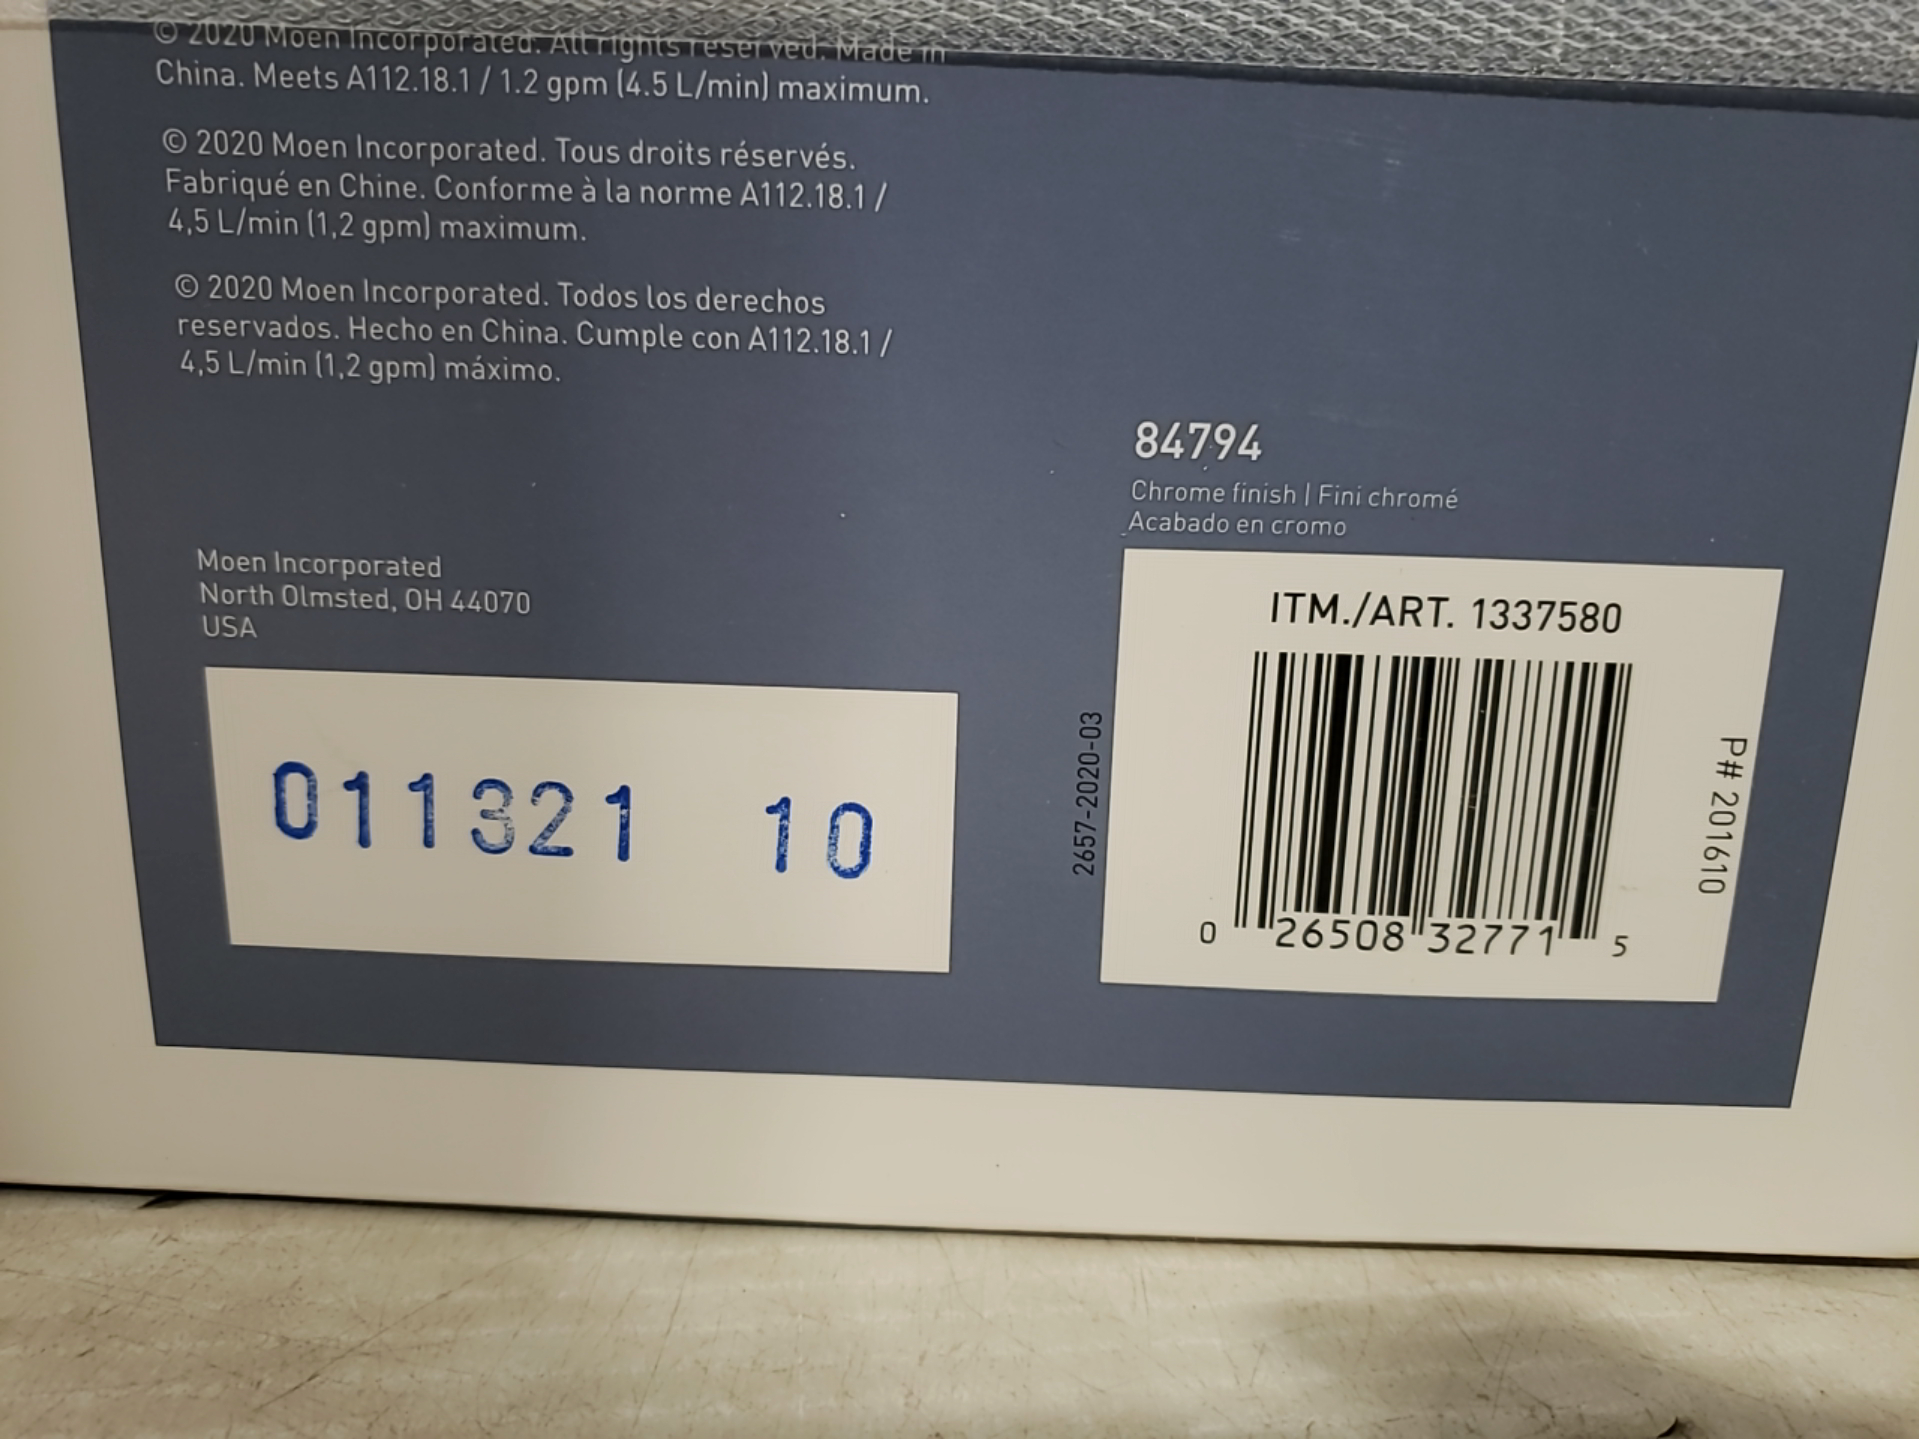 © 2020 Moen Incorporated. All rights reserved. Made in
China. Meets A112.18.1 / 1.2 gpm (4.5 L/min) maximum.
© 2020 Moen Incorporated. Tous droits réservés.
Fabriqué en Chine. Conforme à la norme A112.18.1 /
4,5 L/min (1,2 gpm) maximum.
© 2020 Moen Incorporated. Todos los derechos
reservados. Hecho en China. Cumple con A112.18.1 /
4,5 L/min (1,2 gpm) máximo.
Moen Incorporated
North Olmsted, OH 44070
USA
011321 10
84794
Chrome finish | Fini chromé
Acabado en cromo
2657-2020-03
ITM./ART. 1337580
0 26508 32771 5
P# 201610